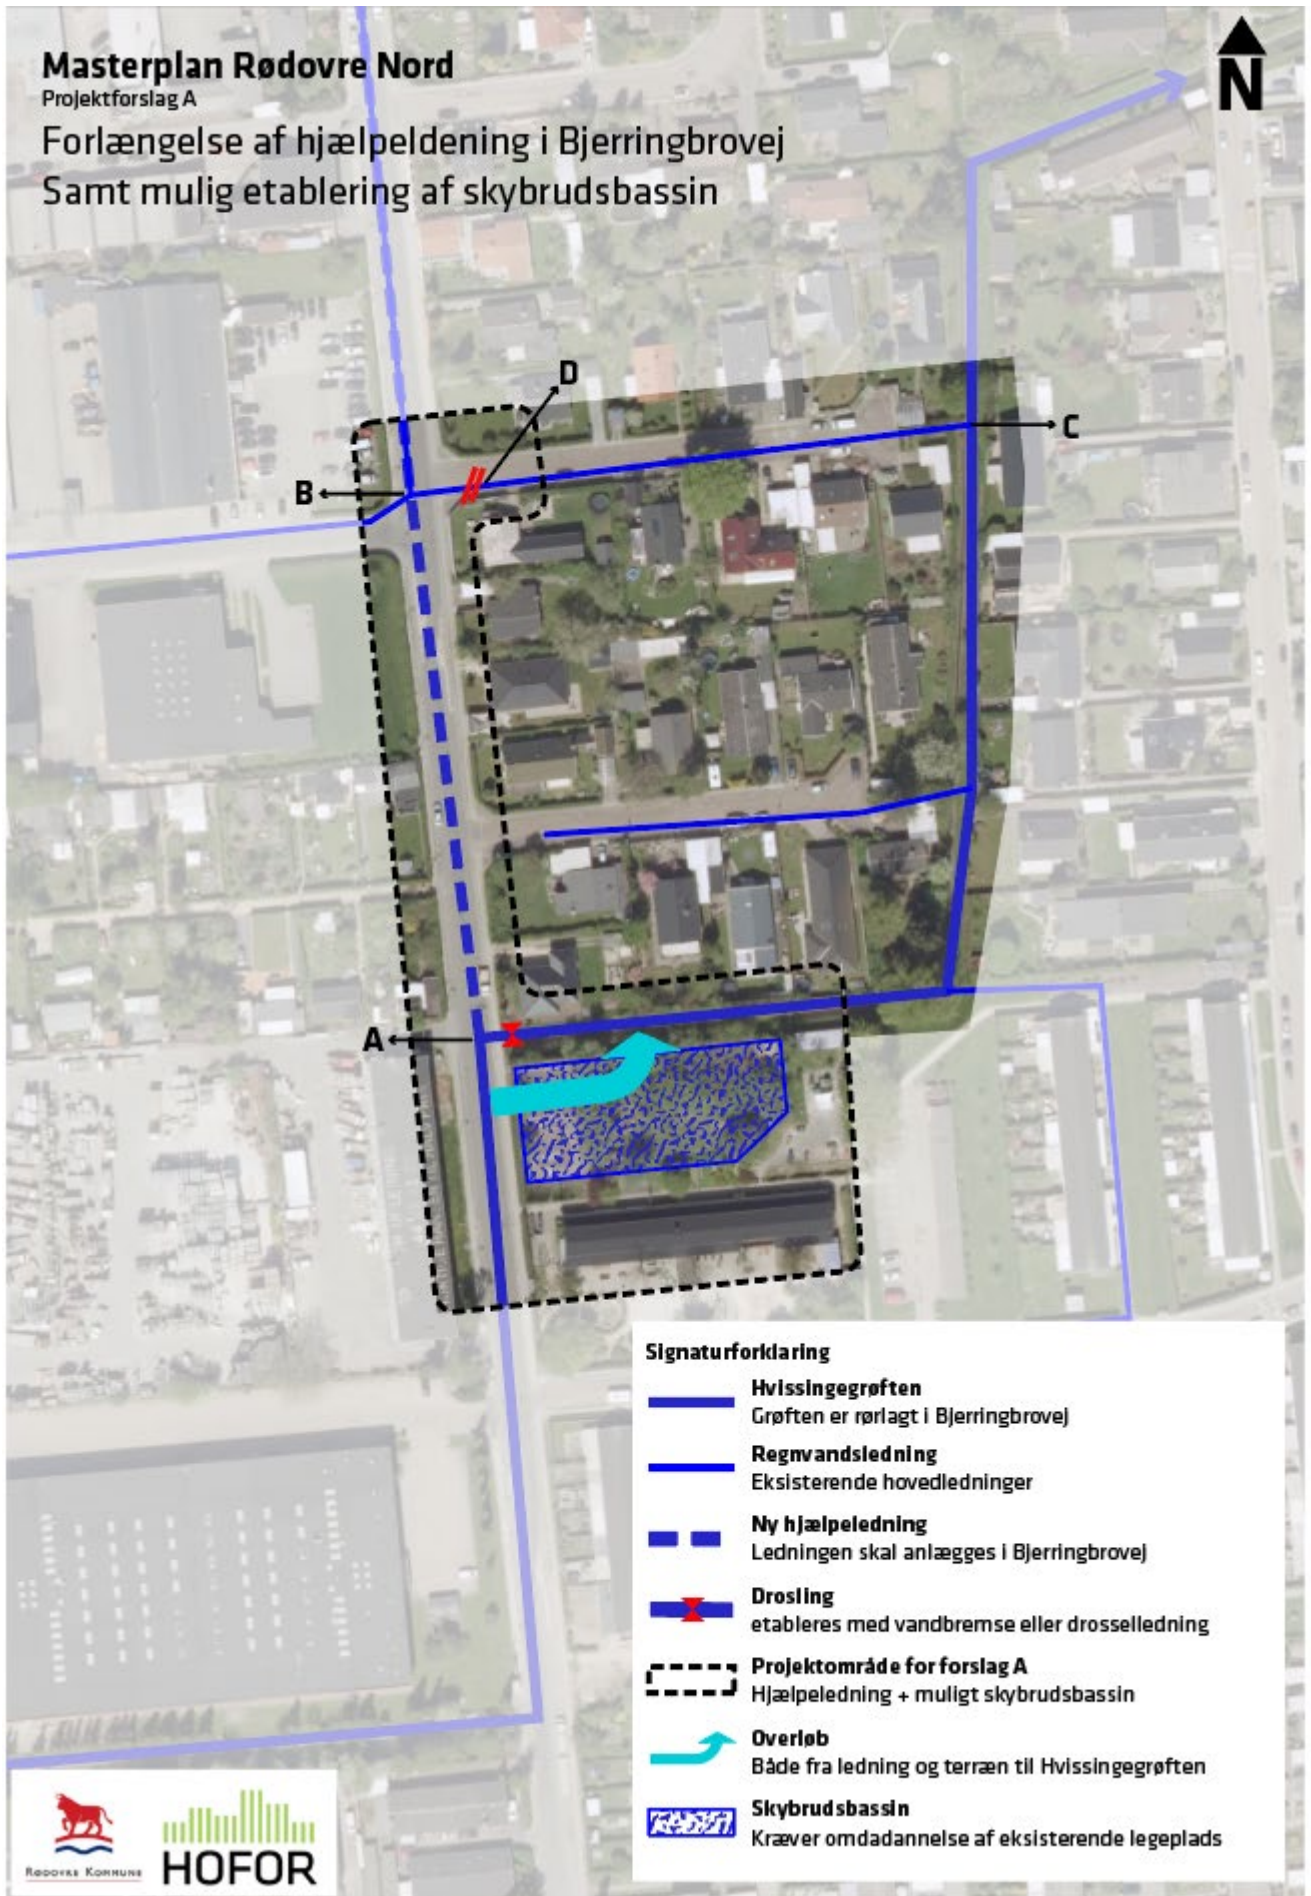 Masterplan Rødovre Nord
Projektforslag A
Forlængelse af hjælpeldening i Bjerringbrovej
Samt mulig etablering af skybrudsbassin
N
D
C
B
A
Signaturforklaring
Hvissingegrøften
Grøften er rørlagt i Bjerringbrovej
Regnvandsledning
Eksisterende hovedledninger
Ny hjælpeledning
Ledningen skal anlægges i Bjerringbrovej
Drosling
etableres med vandbremse eller drosselledning
Projektområde for forslag A
Hjælpeledning + muligt skybrudsbassin
Overløb
Både fra ledning og terræn til Hvissingegrøften
Skybrudsbassin
Kræver omdadannelse af eksisterende legeplads
RØDOVRE KOMMUNE
HOFOR